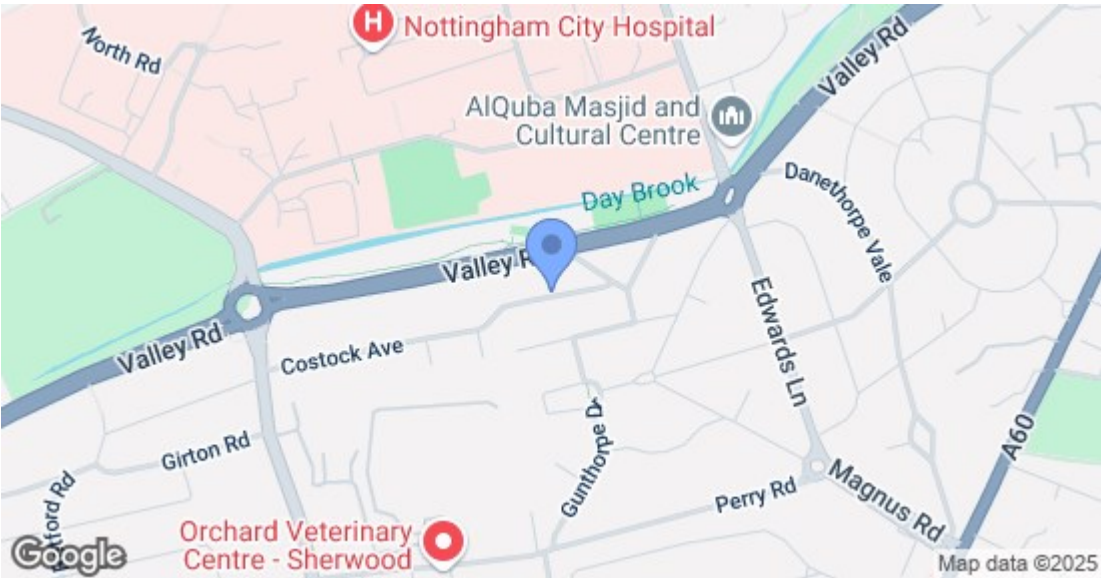 Nottingham City Hospital
North Rd
Valley Rd
AlQuba Masjid and
Cultural Centre
Day Brook
Danethorpe Vale
Valley R
Edwards Ln
Valley Rd
Costock Ave
Gunthorpe Dr
A60
Girton Rd
Magnus Rd
Perry Rd
Rd
Orchard Veterinary
Centre - Sherwood
Google
Map data ©2025
H